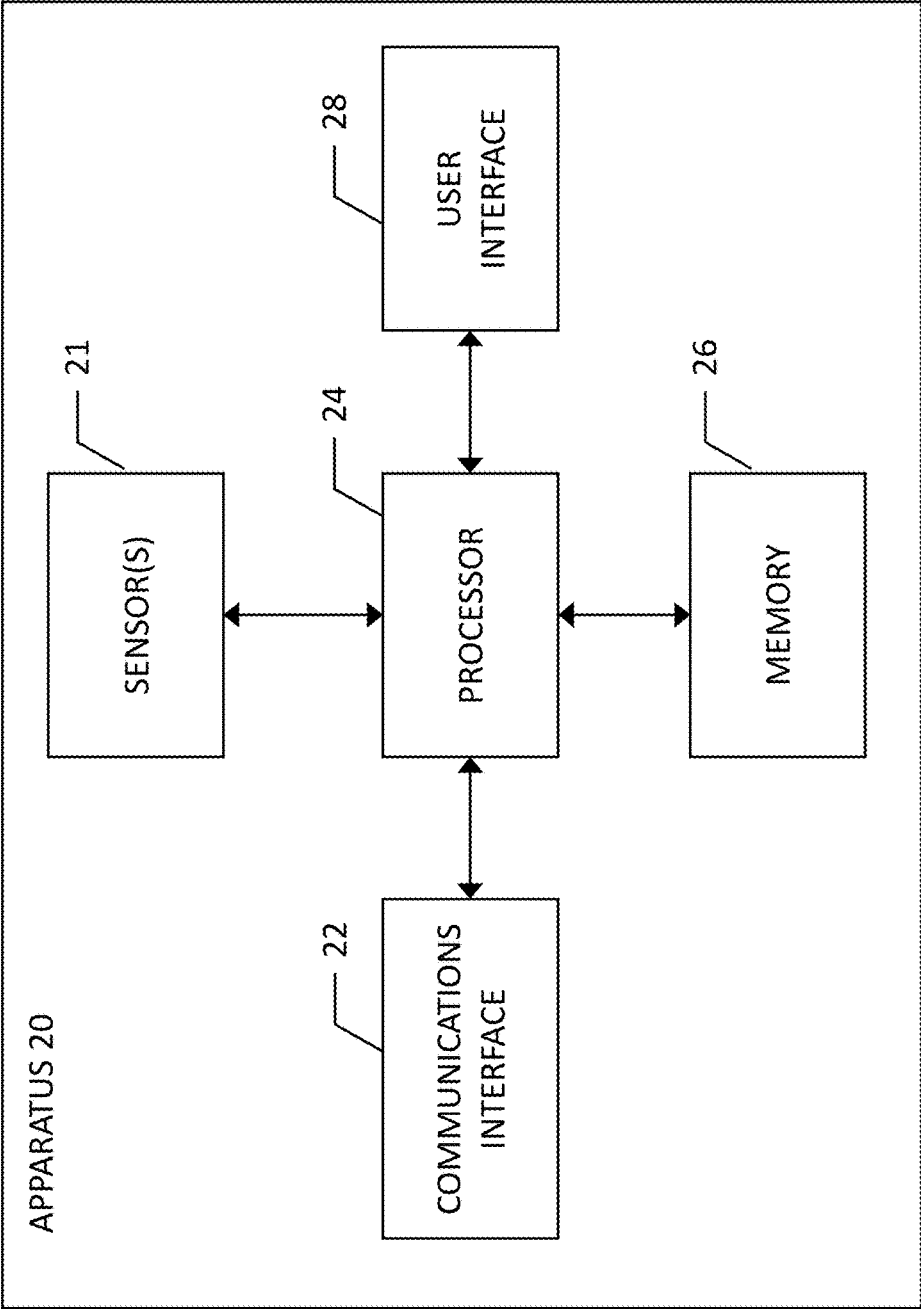 APPARATUS 20
21
SENSOR(S)
22
COMMUNICATIONS
INTERFACE
24
PROCESSOR
28
USER
INTERFACE
26
MEMORY